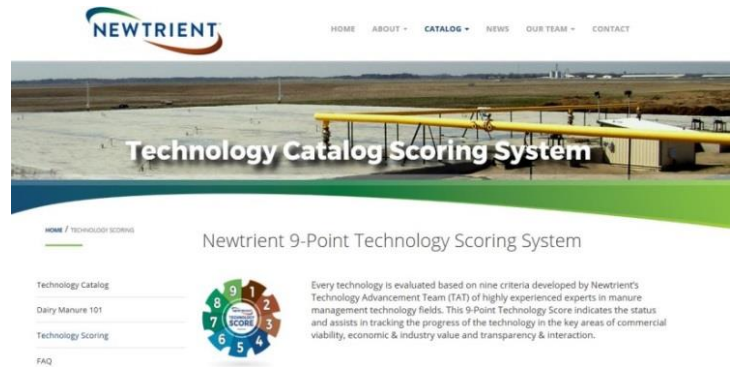 NEWTRIENT
HOME ABOUT CATALOG NEWS OUR TEAM CONTACT
Technology Catalog Scoring System
HOME / TECHNOLOGY SCORING
Newtrient 9-Point Technology Scoring System
Technology Catalog
Dairy Manure 101
Technology Scoring
FAQ
9 1
8 2
7 TECHNOLOGY 3
SCORE
6 5 4
Every technology is evaluated based on nine criteria developed by Newtrient's
Technology Advancement Team (TAT) of highly experienced experts in manure
management technology fields. This 9-Point Technology Score indicates the status
and assists in tracking the progress of the technology in the key areas of commercial
viability, economic & industry value and transparency & interaction.